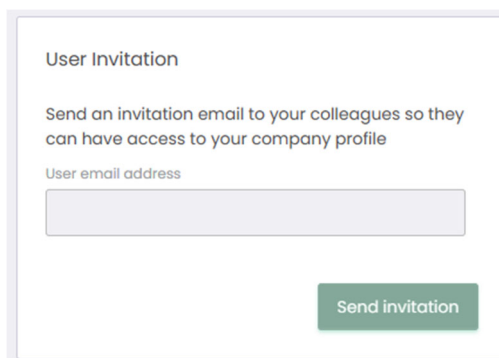 User Invitation
Send an invitation email to your colleagues so they
can have access to your company profile
User email address
Send invitation